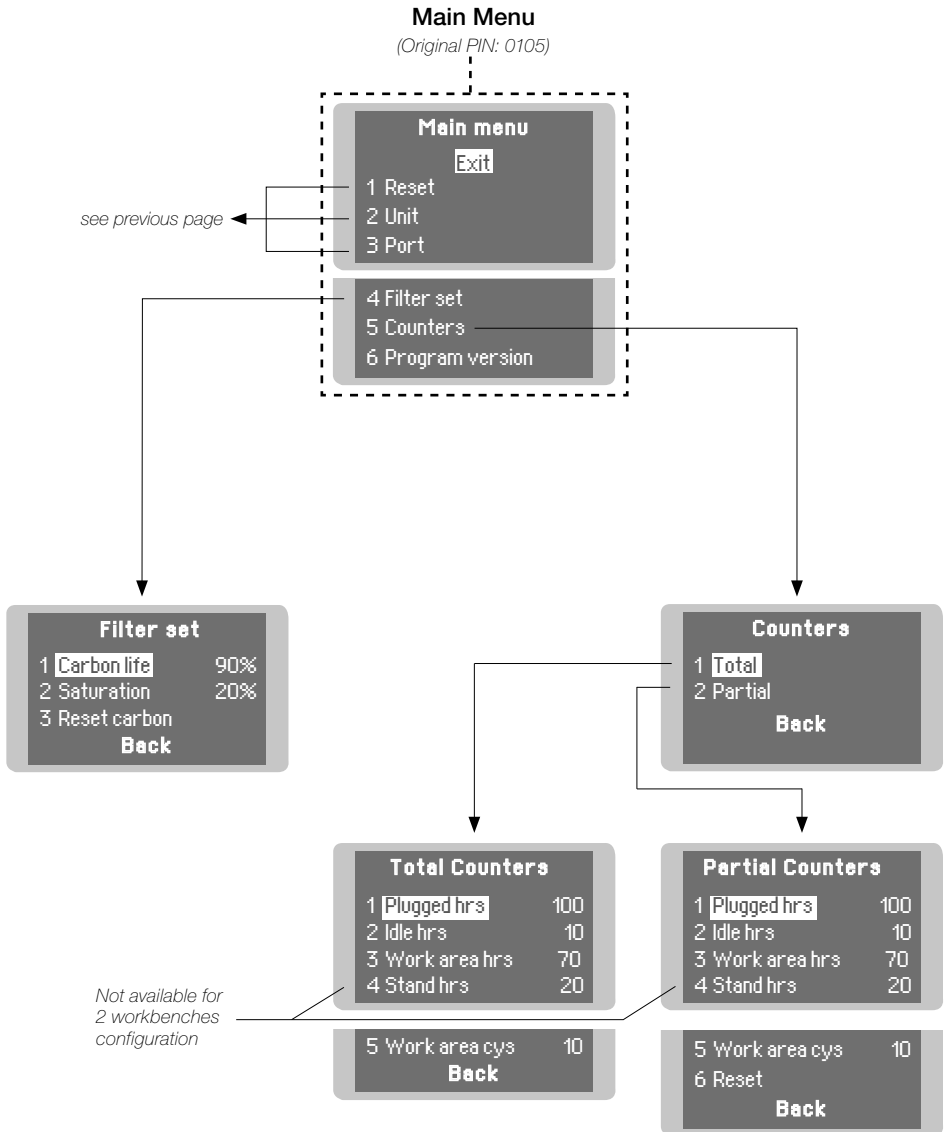 Main Menu
(Original PIN: 0105)
Main menu
Exit
1 Reset
2 Unit
3 Port
see previous page
4 Filter set
5 Counters
6 Program version
Filter set
1 Carbon life 90%
2 Saturation 20%
3 Reset carbon
Back
Counters
1 Total
2 Partial
Back
Total Counters
1 Plugged hrs 100
2 Idle hrs 10
3 Work area hrs 70
4 Stand hrs 20
5 Work area cys 10
Back
Partial Counters
1 Plugged hrs 100
2 Idle hrs 10
3 Work area hrs 70
4 Stand hrs 20
5 Work area cys 10
6 Reset
Back
Not available for
2 workbenches
configuration